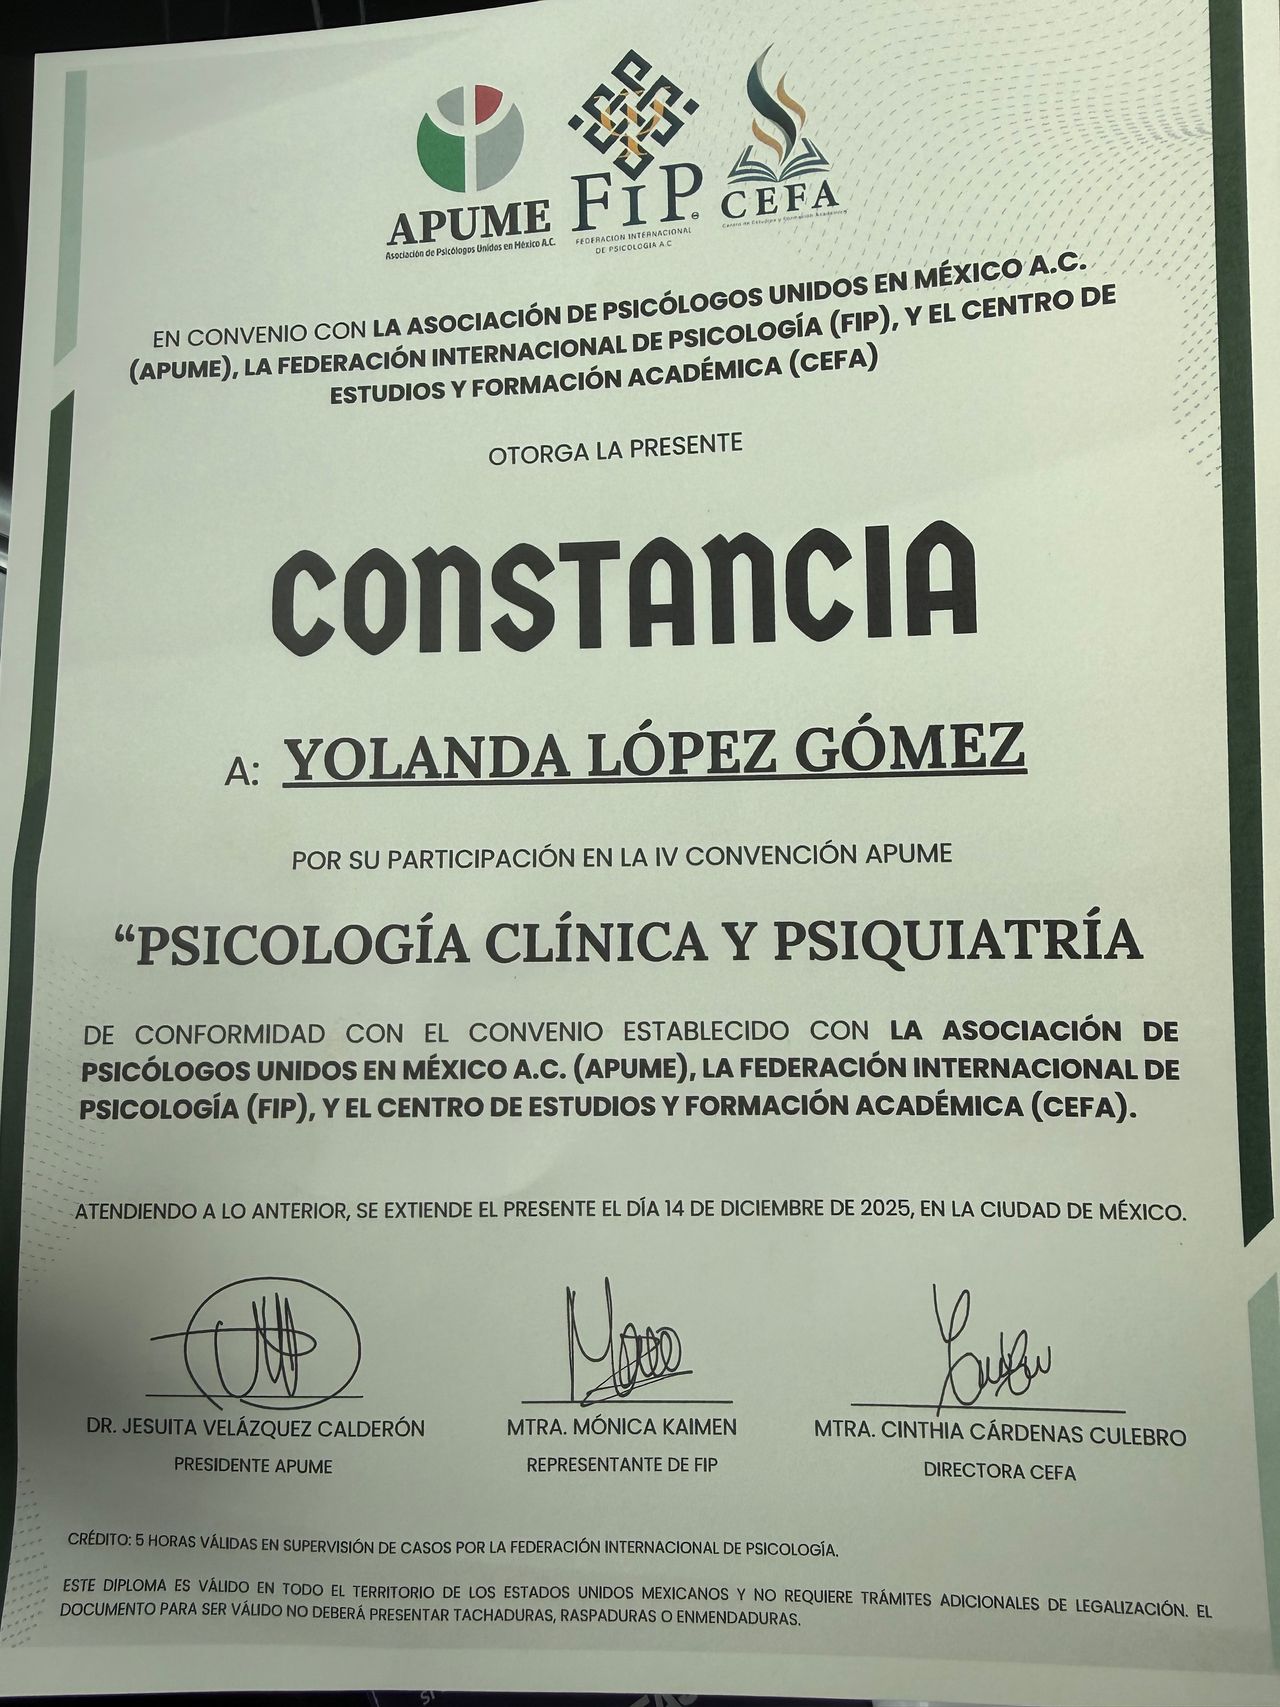 APUME
Asociación de Psicólogos Unidos en México A.C.
FIP
FEDERACION INTERNACIONAL
DE PSICOLOGIA A.C
CEFA
Centro de Estudios y Formación Académica
EN CONVENIO CON LA ASOCIACIÓN DE PSICÓLOGOS UNIDOS EN MÉXICO A.C.
(APUME), LA FEDERACIÓN INTERNACIONAL DE PSICOLOGÍA (FIP), Y EL CENTRO DE
ESTUDIOS Y FORMACIÓN ACADÉMICA (CEFA)
OTORGA LA PRESENTE
CONSTANCIA
A: YOLANDA LÓPEZ GÓMEZ
POR SU PARTICIPACIÓN EN LA IV CONVENCIÓN APUME
“PSICOLOGÍA CLÍNICA Y PSIQUIATRÍA
DE CONFORMIDAD CON EL CONVENIO ESTABLECIDO CON LA ASOCIACIÓN DE
PSICÓLOGOS UNIDOS EN MÉXICO A.C. (APUME), LA FEDERACIÓN INTERNACIONAL DE
PSICOLOGÍA (FIP), Y EL CENTRO DE ESTUDIOS Y FORMACIÓN ACADÉMICA (CEFA).
ATENDIENDO A LO ANTERIOR, SE EXTIENDE EL PRESENTE EL DÍA 14 DE DICIEMBRE DE 2025, EN LA CIUDAD DE MÉXICO.
DR. JESUITA VELÁZQUEZ CALDERÓN
PRESIDENTE APUME
MTRA. MÓNICA KAIMEN
REPRESENTANTE DE FIP
MTRA. CINTHIA CÁRDENAS CULEBRO
DIRECTORA CEFA
CRÉDITO: 5 HORAS VÁLIDAS EN SUPERVISIÓN DE CASOS POR LA FEDERACIÓN INTERNACIONAL DE PSICOLOGÍA.
ESTE DIPLOMA ES VÁLIDO EN TODO EL TERRITORIO DE LOS ESTADOS UNIDOS MEXICANOS Y NO REQUIERE TRÁMITES ADICIONALES DE LEGALIZACIÓN. EL
DOCUMENTO PARA SER VÁLIDO NO DEBERÁ PRESENTAR TACHADURAS, RASPADURAS O ENMENDADURAS.